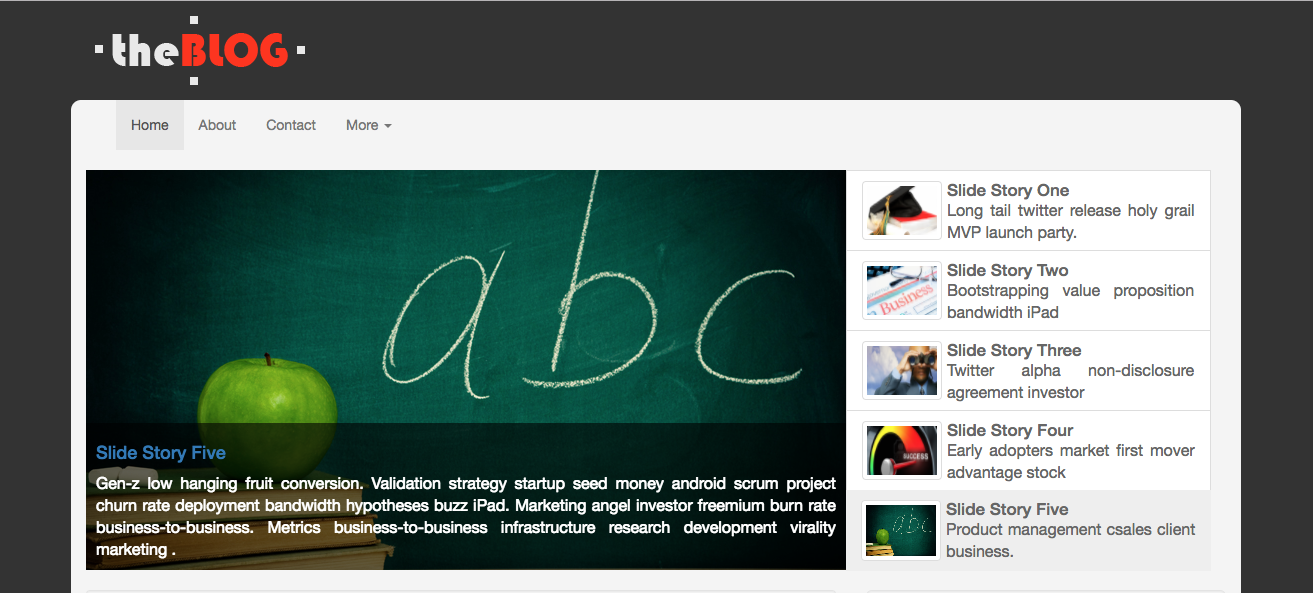 theBLOG
Home About Contact More
abc
Slide Story Five
Gen-z low hanging fruit conversion. Validation strategy startup seed money android scrum project
churn rate deployment bandwidth hypotheses buzz iPad. Marketing angel investor freemium burn rate
business-to-business. Metrics business-to-business infrastructure research development virality
marketing .
Slide Story One
Long tail twitter release holy grail
MVP launch party.
Business
Slide Story Two
Bootstrapping value proposition
bandwidth iPad
Slide Story Three
Twitter alpha non-disclosure
agreement investor
SUCCESS
Slide Story Four
Early adopters market first mover
advantage stock
abc
Slide Story Five
Product management csales client
business.